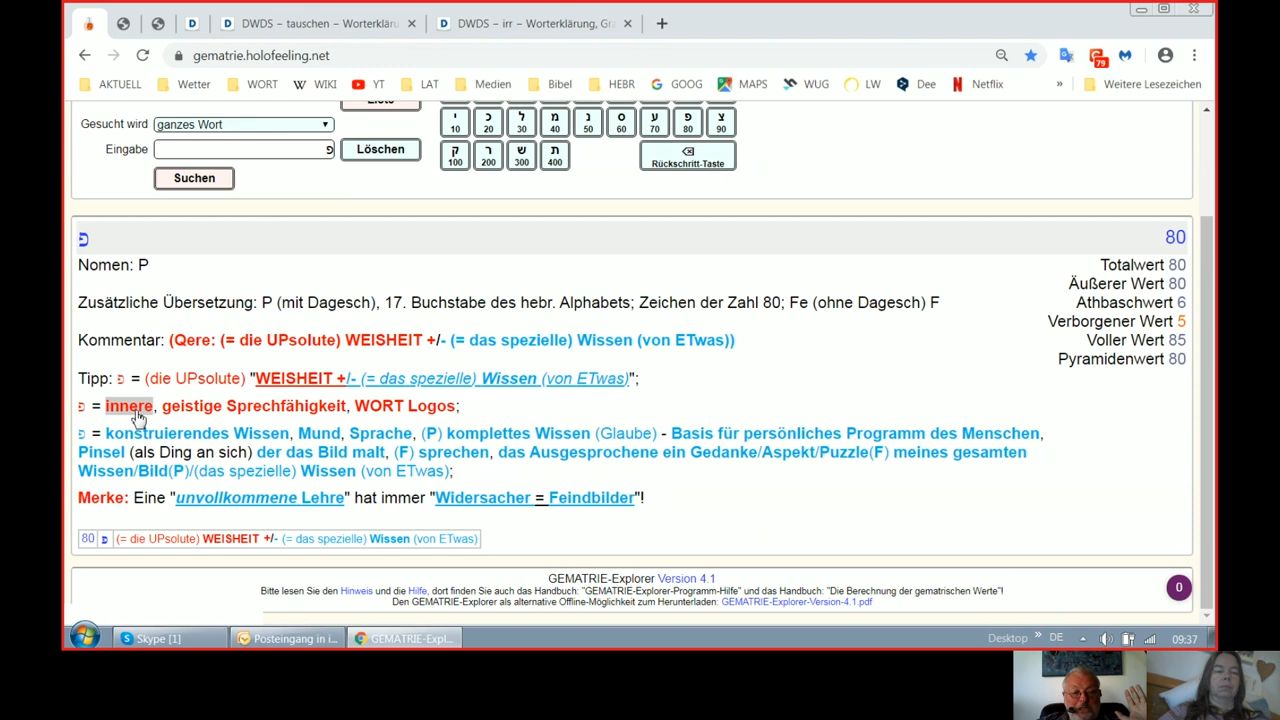 DWDS – tauschen – Worterklär
DWDS – irr – Worterklärung, Gra
gematrie.holofeeling.net
79
AKTUELL Wetter WORT WIKI YT LAT Medien Bibel HEBR GOOG MAPS WUG LW Dee Netflix » Weitere Lesezeichen
י כ ל מ נ ס ע פ צ
10 20 30 40 50 60 70 80 90
ק ר ש ת
100 200 300 400
Rückschritt-Taste
Gesucht wird ganzes Wort
Eingabe פ Löschen
Suchen
פ 80
Nomen: P
Totalwert 80
Äußerer Wert 80
Athbaschwert 6
Verborgener Wert 5
Voller Wert 85
Pyramidenwert 80
Zusätzliche Übersetzung: P (mit Dagesch), 17. Buchstabe des hebr. Alphabets; Zeichen der Zahl 80; Fe (ohne Dagesch) F
Kommentar: (Qere: (= die UPsolute) WEISHEIT +/- (= das spezielle) Wissen (von ETwas))
Tipp: פ = (die UPsolute) "WEISHEIT +/- (= das spezielle) Wissen (von ETwas)";
פ = innere, geistige Sprechfähigkeit, WORT Logos;
פ = konstruierendes Wissen, Mund, Sprache, (P) komplettes Wissen (Glaube) - Basis für persönliches Programm des Menschen,
Pinsel (als Ding an sich) der das Bild malt, (F) sprechen, das Ausgesprochene ein Gedanke/Aspekt/Puzzle(F) meines gesamten
Wissen/Bild(P)/(das spezielle) Wissen (von ETwas);
Merke: Eine "unvollkommene Lehre" hat immer "Widersacher = Feindbilder"!
80 פ (= die UPsolute) WEISHEIT +/- (= das spezielle) Wissen (von ETwas)
GEMATRIE-Explorer Version 4.1
Bitte lesen Sie den Hinweis und die Hilfe, dort finden Sie auch das Handbuch: "GEMATRIE-Explorer-Programm-Hilfe" und das Handbuch: "Die Berechnung der gematrischen Werte"!
Den GEMATRIE-Explorer als alternative Offline-Möglichkeit zum Herunterladen: GEMATRIE-Explorer-Version-4.1.pdf
0
Skype [1] Posteingang in i... GEMATRIE-Expl... Desktop » DE 09:37